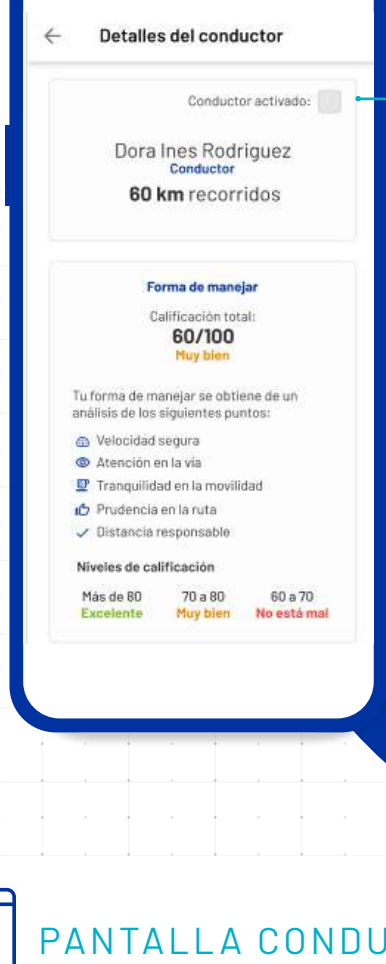 Detalles del conductor
Conductor activado:
Dora Ines Rodriguez
Conductor
60 km recorridos
Forma de manejar
Calificación total:
60/100
Muy bien
Tu forma de manejar se obtiene de un
análisis de los siguientes puntos:
Velocidad segura
Atención en la vía
Tranquilidad en la movilidad
Prudencia en la ruta
Distancia responsable
Niveles de calificación
Más de 80 70 a 80 60 a 70
Excelente Muy bien No está mal
PANTALLA CONDU